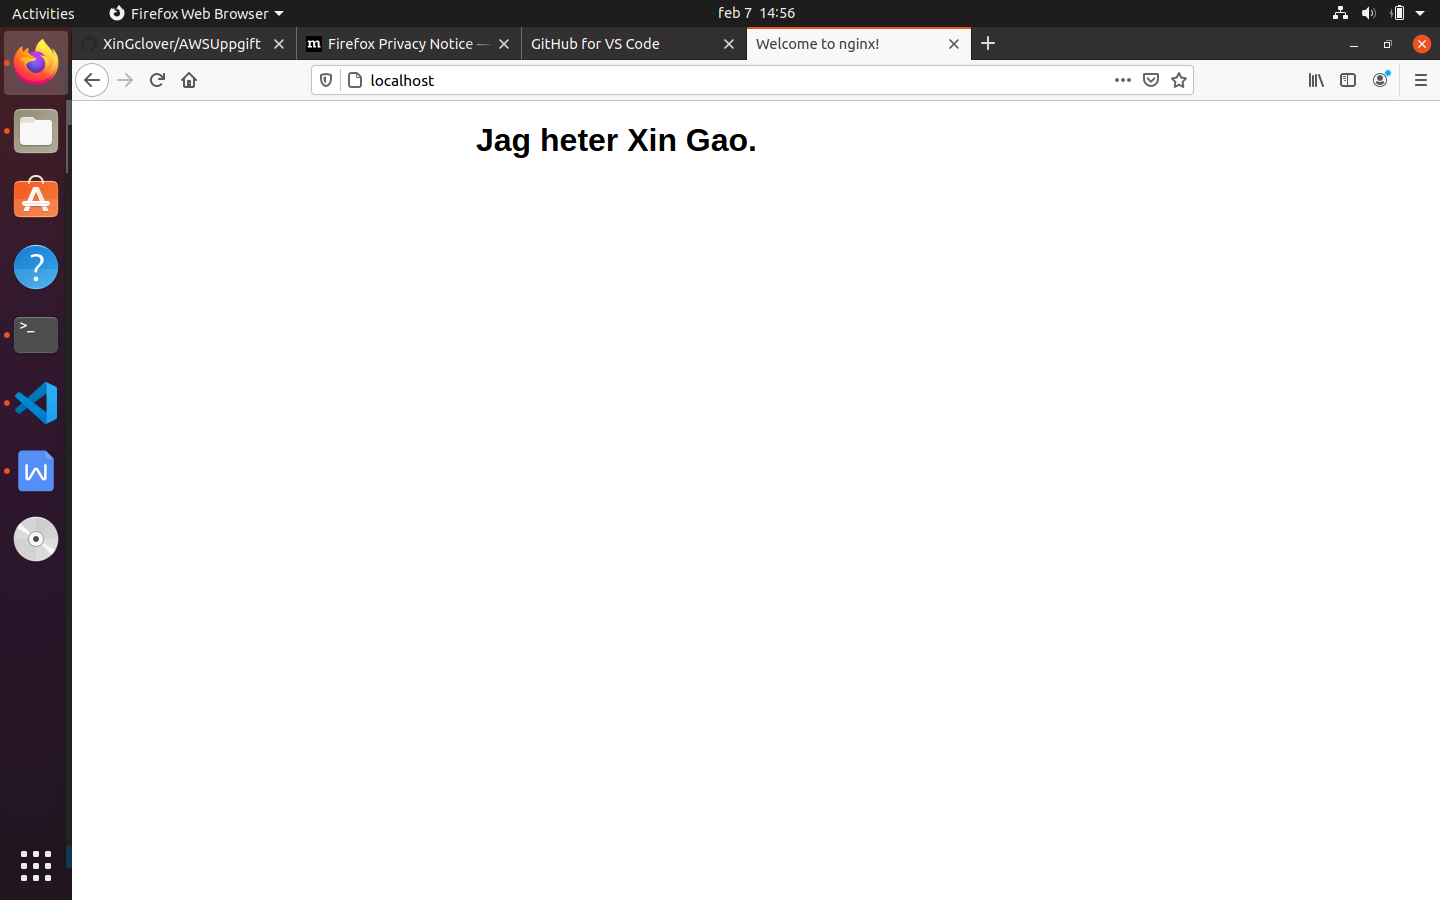 Activities
Firefox Web Browser
feb 7 14:56
XinGclover/AWSUppgift
Firefox Privacy Notice —
GitHub for VS Code
Welcome to nginx!
localhost
Jag heter Xin Gao.